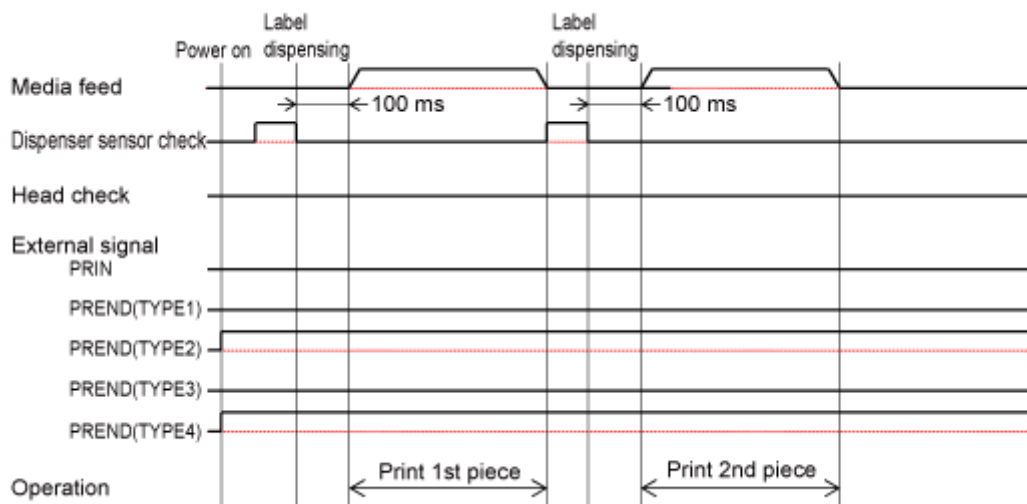 Label
dispensing
Label
dispensing
Power on
Media feed
100 ms
100 ms
Dispenser sensor check
Head check
External signal
PRIN
PREND(TYPE1)
PREND(TYPE2)
PREND(TYPE3)
PREND(TYPE4)
Operation
Print 1st piece
Print 2nd piece